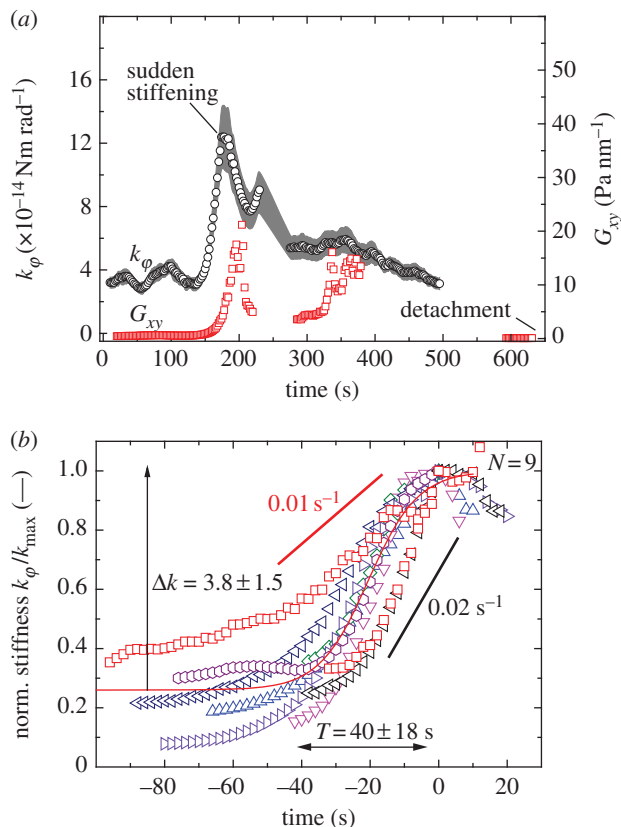 (a)
16
12
8
4
0
k_φ (×10⁻¹⁴ Nm rad⁻¹)
sudden
stiffening
k_φ
G_xy
detachment
50
40
30
20
10
0
G_xy (Pa nm⁻¹)
0 100 200 300 400 500 600
time (s)
(b)
1.0
0.8
0.6
0.4
0.2
0
norm. stiffness k_φ/k_max (—)
N = 9
0.01 s⁻¹
Δk = 3.8 ± 1.5
0.02 s⁻¹
T = 40 ± 18 s
−80 −60 −40 −20 0 20
time (s)